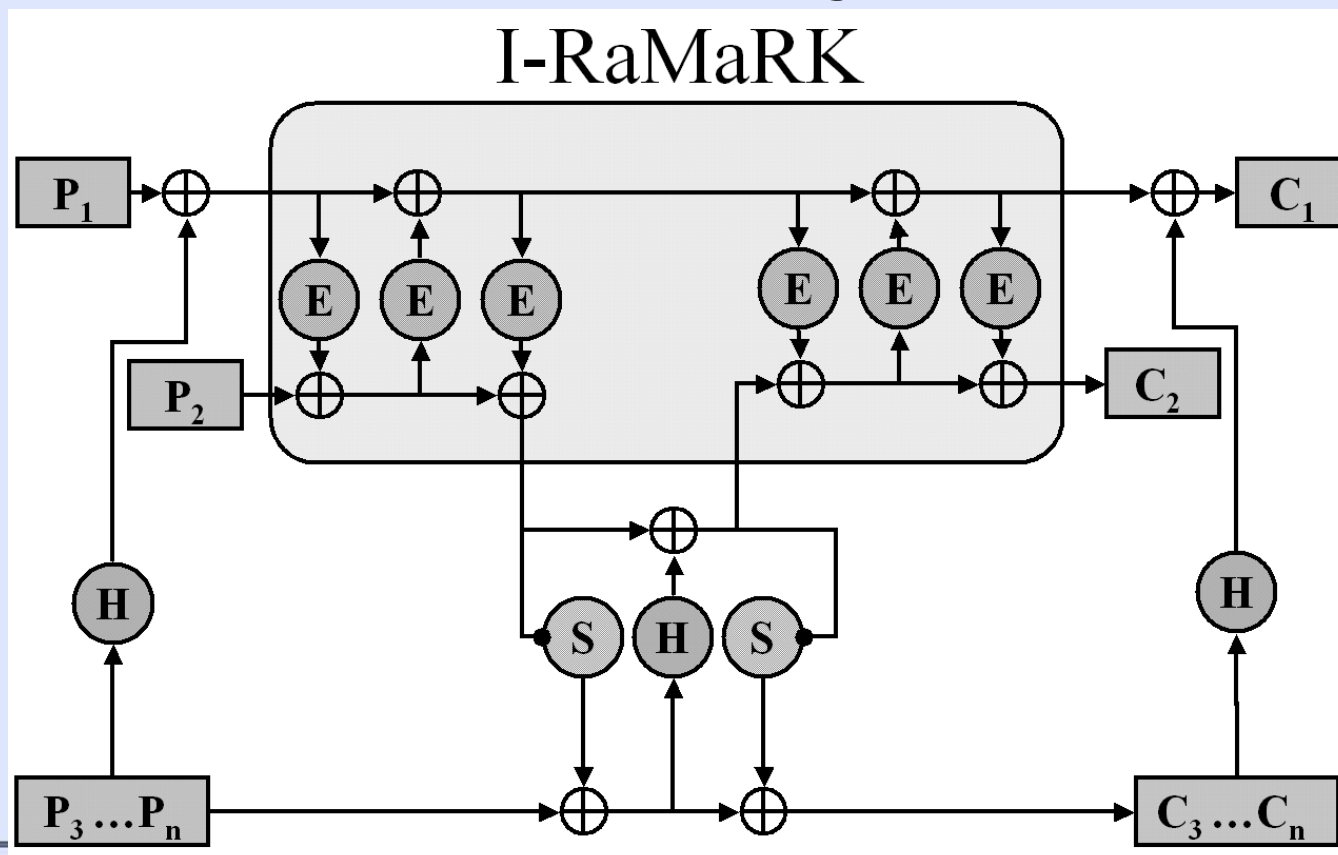 I-RaMaRK
P₁
C₁
E E E E E E
P₂
C₂
H
S H S
H
P₃ ...Pₙ
C₃ ...Cₙ